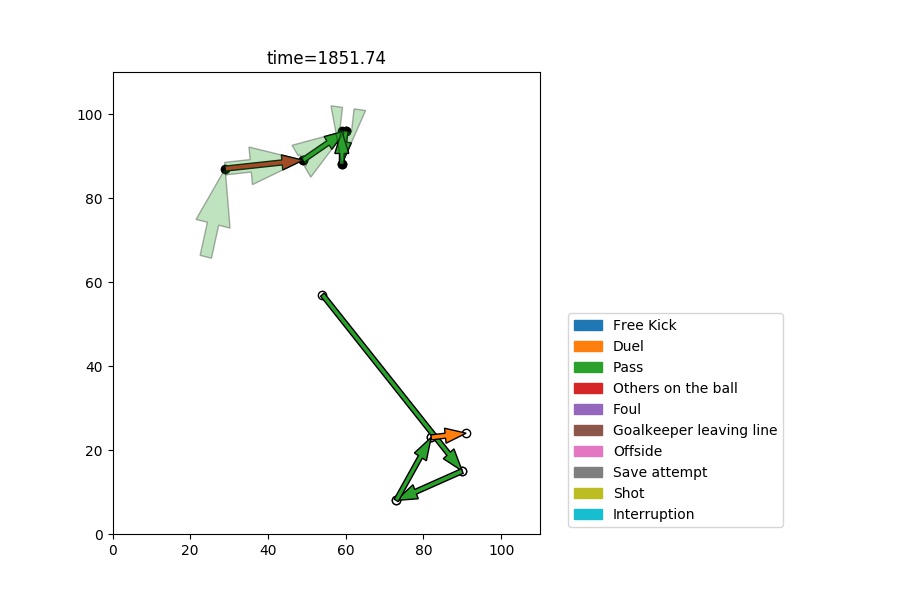 time=1851.74
100
80
60
40
20
0
0 20 40 60 80 100
Free Kick
Duel
Pass
Others on the ball
Foul
Goalkeeper leaving line
Offside
Save attempt
Shot
Interruption